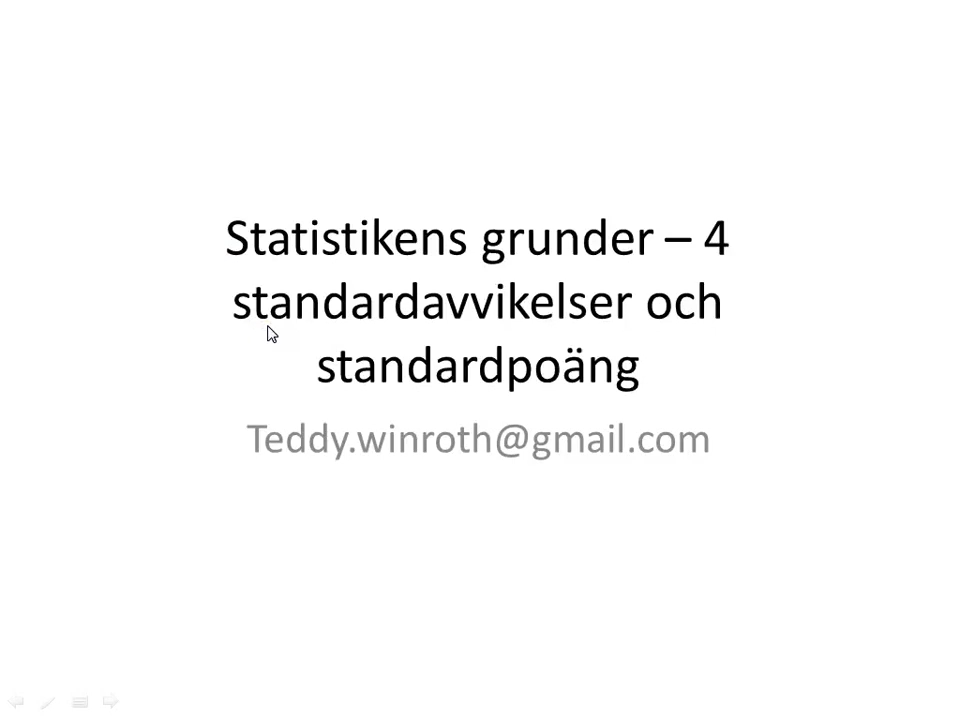 Statistikens grunder – 4
standardavvikelser och
standardpoäng
Teddy.winroth@gmail.com